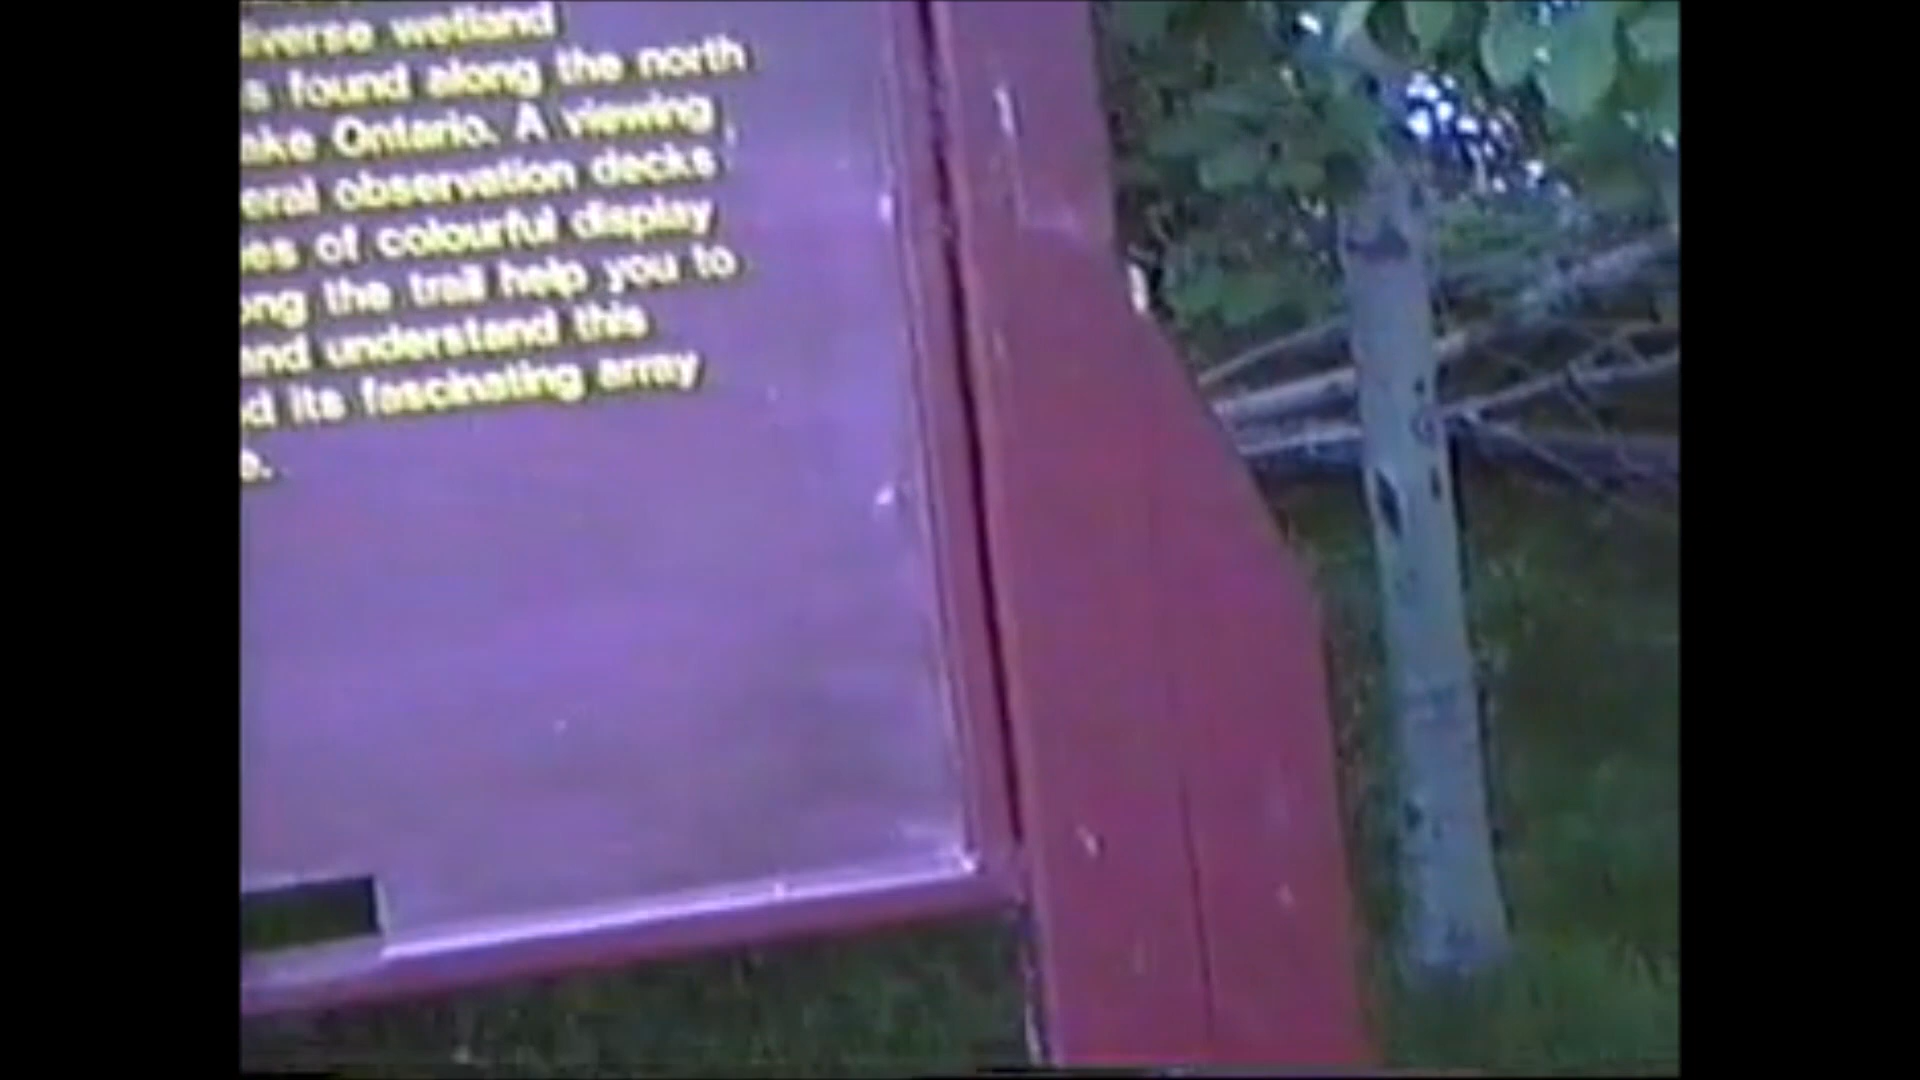 iverse wetland
s found along the north
ake Ontario. A viewing
eral observation decks
es of colourful display
ong the trail help you to
and understand this
d its fascinating array
e.